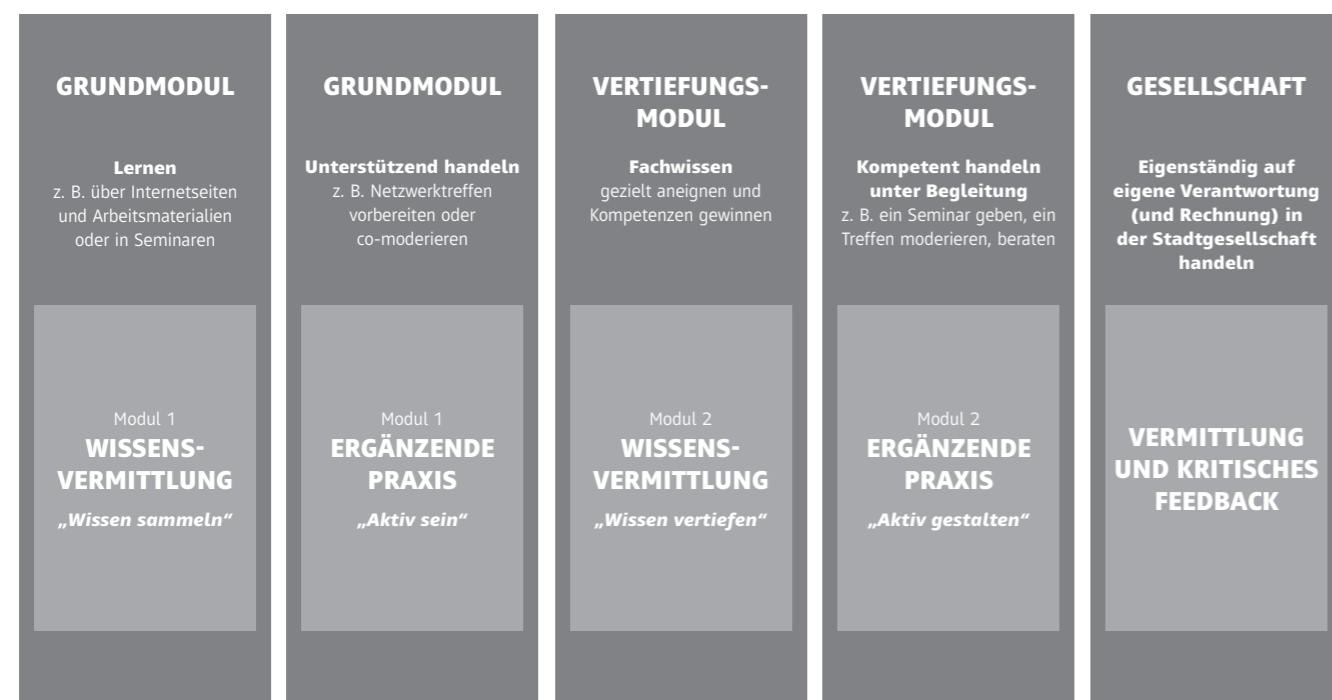 GRUNDMODUL
Lernen
z. B. über Internetseiten
und Arbeitsmaterialien
oder in Seminaren
Modul 1
WISSENS-
VERMITTLUNG
„Wissen sammeln“
GRUNDMODUL
Unterstützend handeln
z. B. Netzwerktreffen
vorbereiten oder
co-moderieren
Modul 1
ERGÄNZENDE
PRAXIS
„Aktiv sein“
VERTIEFUNGS-
MODUL
Fachwissen
gezielt aneignen und
Kompetenzen gewinnen
Modul 2
WISSENS-
VERMITTLUNG
„Wissen vertiefen“
VERTIEFUNGS-
MODUL
Kompetent handeln
unter Begleitung
z. B. ein Seminar geben, ein
Treffen moderieren, beraten
Modul 2
ERGÄNZENDE
PRAXIS
„Aktiv gestalten“
GESELLSCHAFT
Eigenständig auf
eigene Verantwortung
(und Rechnung) in
der Stadtgesellschaft
handeln
VERMITTLUNG
UND KRITISCHES
FEEDBACK